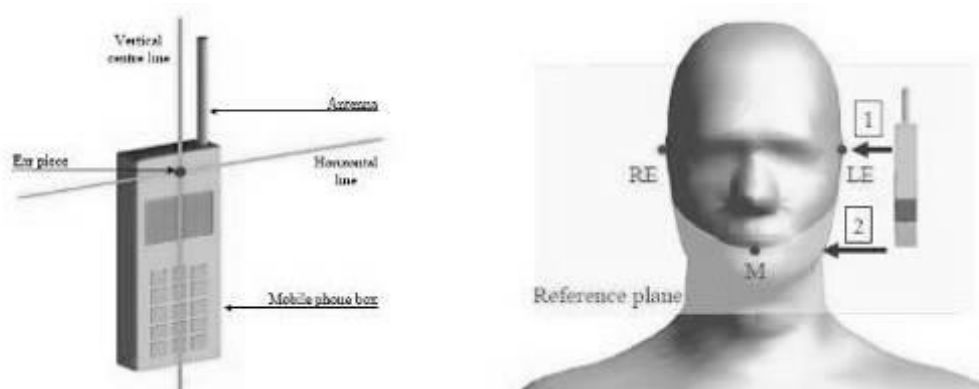 Vertical
centre line
Antenna
Ear piece
Horizontal
line
Mobile phone box
1
RE
LE
2
M
Reference plane